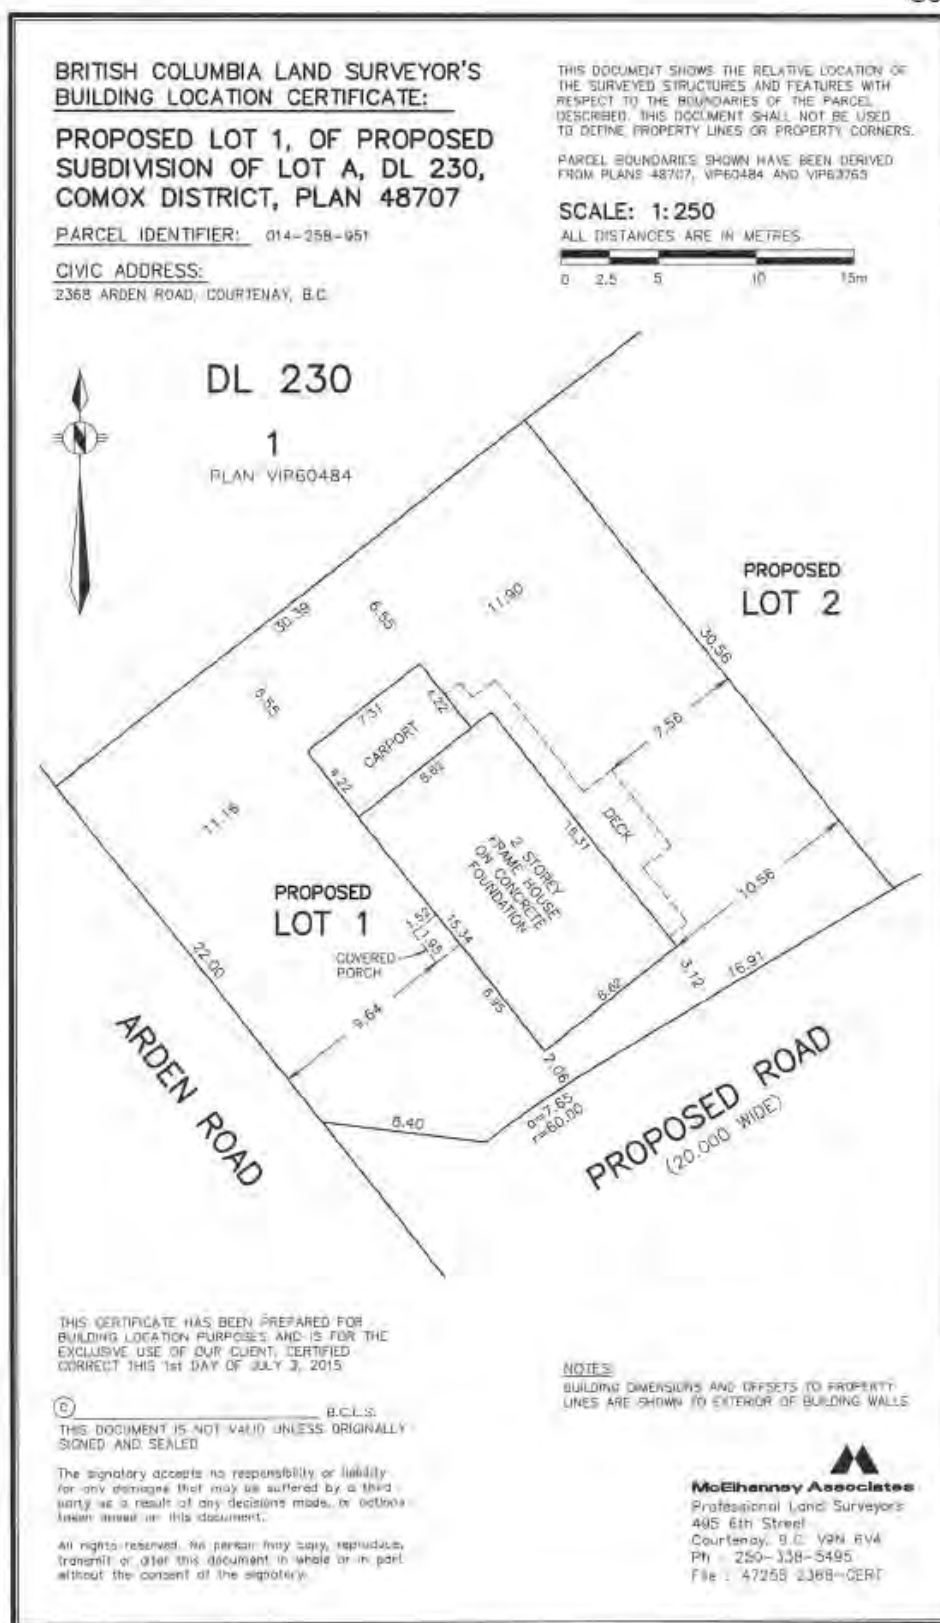 BRITISH COLUMBIA LAND SURVEYOR'S
BUILDING LOCATION CERTIFICATE:
PROPOSED LOT 1, OF PROPOSED
SUBDIVISION OF LOT A, DL 230,
COMOX DISTRICT, PLAN 48707
PARCEL IDENTIFIER: 014-258-951
CIVIC ADDRESS:
2368 ARDEN ROAD, COURTENAY, B.C.
THIS DOCUMENT SHOWS THE RELATIVE LOCATION OF
THE SURVEYED STRUCTURES AND FEATURES WITH
RESPECT TO THE BOUNDARIES OF THE PARCEL
DESCRIBED. THIS DOCUMENT SHALL NOT BE USED
TO DEFINE PROPERTY LINES OR PROPERTY CORNERS.
PARCEL BOUNDARIES SHOWN HAVE BEEN DERIVED
FROM PLANS 48707, VIP60484 AND VIP63763
SCALE: 1:250
ALL DISTANCES ARE IN METRES
0 2.5 5 10 15m
DL 230
1
PLAN VIP60484
N
PROPOSED
LOT 2
30.39
6.55
11.90
30.56
6.55
7.31
4.22
CARPORT
7.56
4.22
8.62
11.16
DECK
16.31
2 STOREY
FRAME HOUSE
ON CONCRETE
FOUNDATION
10.56
PROPOSED
LOT 1
1.95
15.34
COVERED
PORCH
22.00
9.64
6.95
8.62
3.12
16.91
2.06
ARDEN ROAD
a=7.65
r=60.00
8.40
PROPOSED ROAD
(20.000 WIDE)
THIS CERTIFICATE HAS BEEN PREPARED FOR
BUILDING LOCATION PURPOSES AND IS FOR THE
EXCLUSIVE USE OF OUR CLIENT. CERTIFIED
CORRECT THIS 1st DAY OF JULY 3, 2015
© B.C.L.S.
THIS DOCUMENT IS NOT VALID UNLESS ORIGINALLY
SIGNED AND SEALED
The signatory accepts no responsibility or liability
for any damages that may be suffered by a third
party as a result of any decisions made, or actions
taken based on this document.
All rights reserved. No person may copy, reproduce,
transmit or alter this document in whole or in part
without the consent of the signatory.
NOTES:
BUILDING DIMENSIONS AND OFFSETS TO PROPERTY
LINES ARE SHOWN TO EXTERIOR OF BUILDING WALLS
McElhanney Associates
Professional Land Surveyors
495 6th Street
Courtenay, B.C. V9N 6V4
Ph : 250-338-5495
File : 47258 2368-CERT